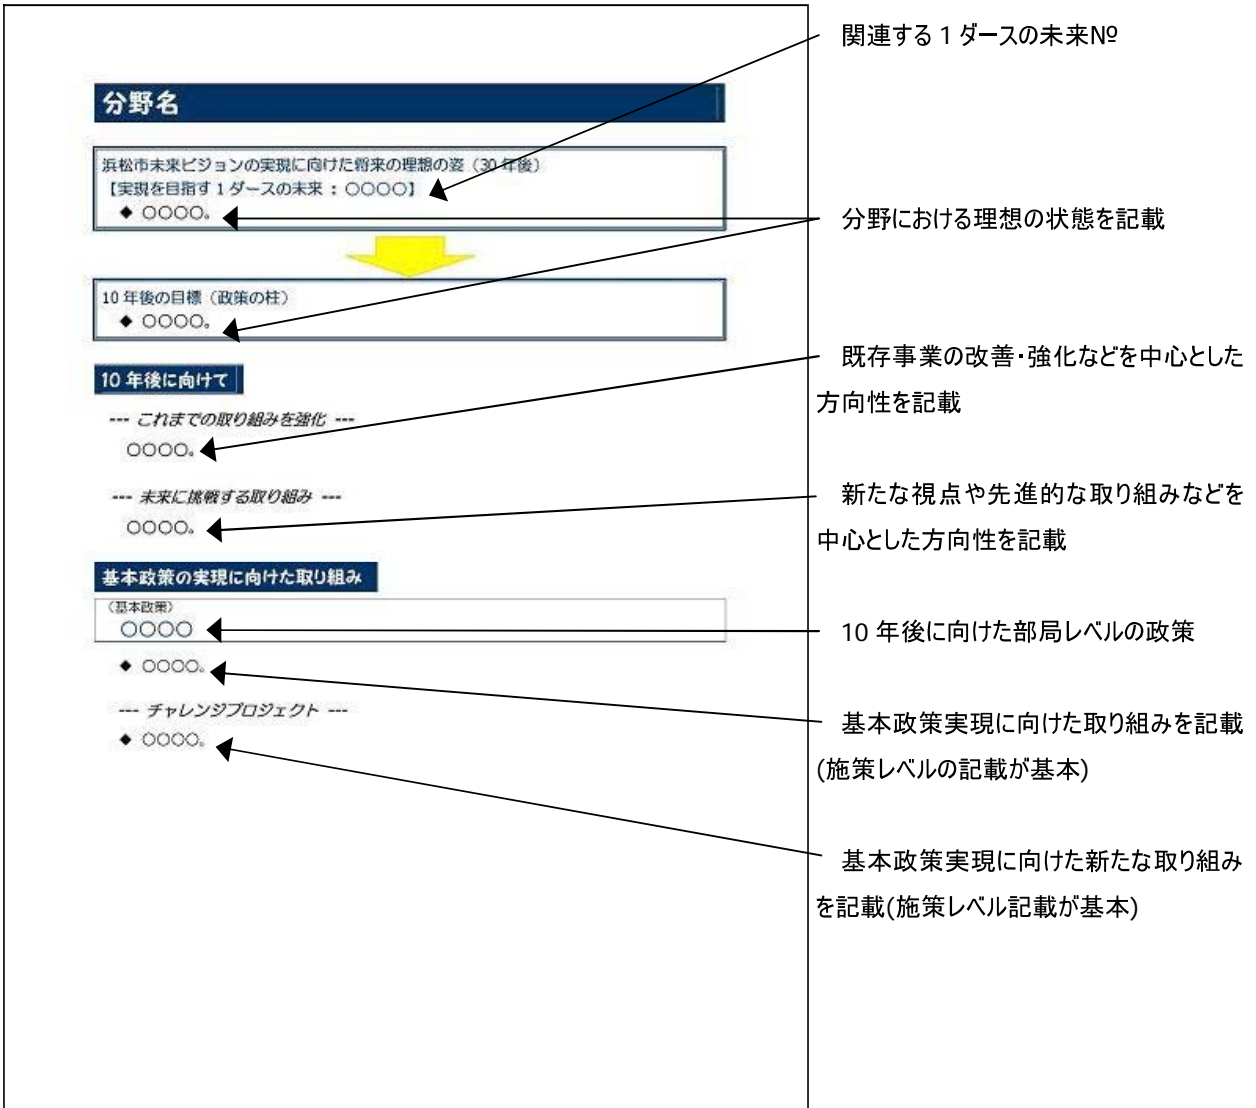 関連する１ダースの未来№
分野名
浜松市未来ビジョンの実現に向けた将来の理想の姿（30 年後）
【実現を目指す１ダースの未来：○○○○】
◆ ○○○○。
分野における理想の状態を記載
10 年後の目標（政策の柱）
◆ ○○○○。
既存事業の改善・強化などを中心とした
方向性を記載
10 年後に向けて
--- これまでの取り組みを強化 ---
○○○○。
--- 未来に挑戦する取り組み ---
○○○○。
新たな視点や先進的な取り組みなどを
中心とした方向性を記載
基本政策の実現に向けた取り組み
（基本政策）
○○○○
10 年後に向けた部局レベルの政策
◆ ○○○○。
基本政策実現に向けた取り組みを記載
(施策レベルの記載が基本)
--- チャレンジプロジェクト ---
◆ ○○○○。
基本政策実現に向けた新たな取り組み
を記載(施策レベル記載が基本)